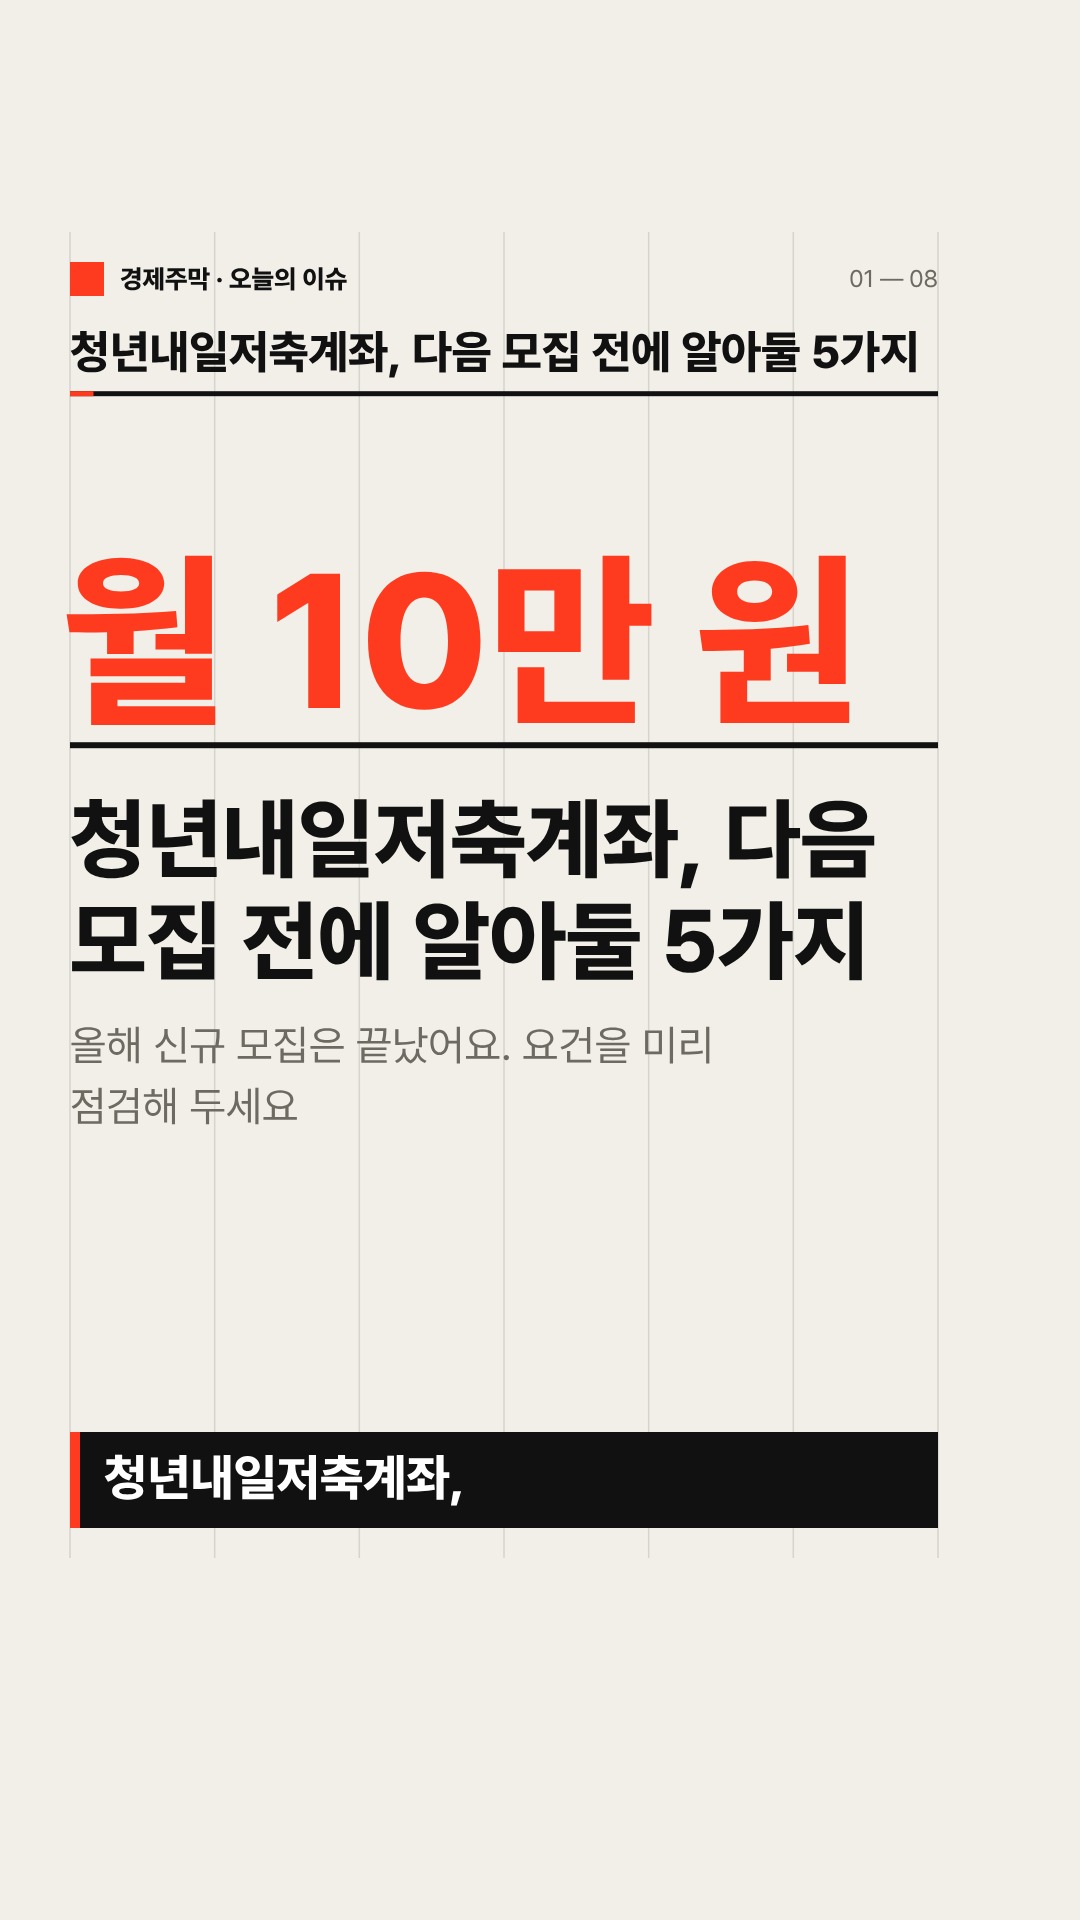 경제주막 · 오늘의 이슈
01 — 08
청년내일저축계좌, 다음 모집 전에 알아둘 5가지
월 10만 원
청년내일저축계좌, 다음
모집 전에 알아둘 5가지
올해 신규 모집은 끝났어요. 요건을 미리
점검해 두세요
청년내일저축계좌,